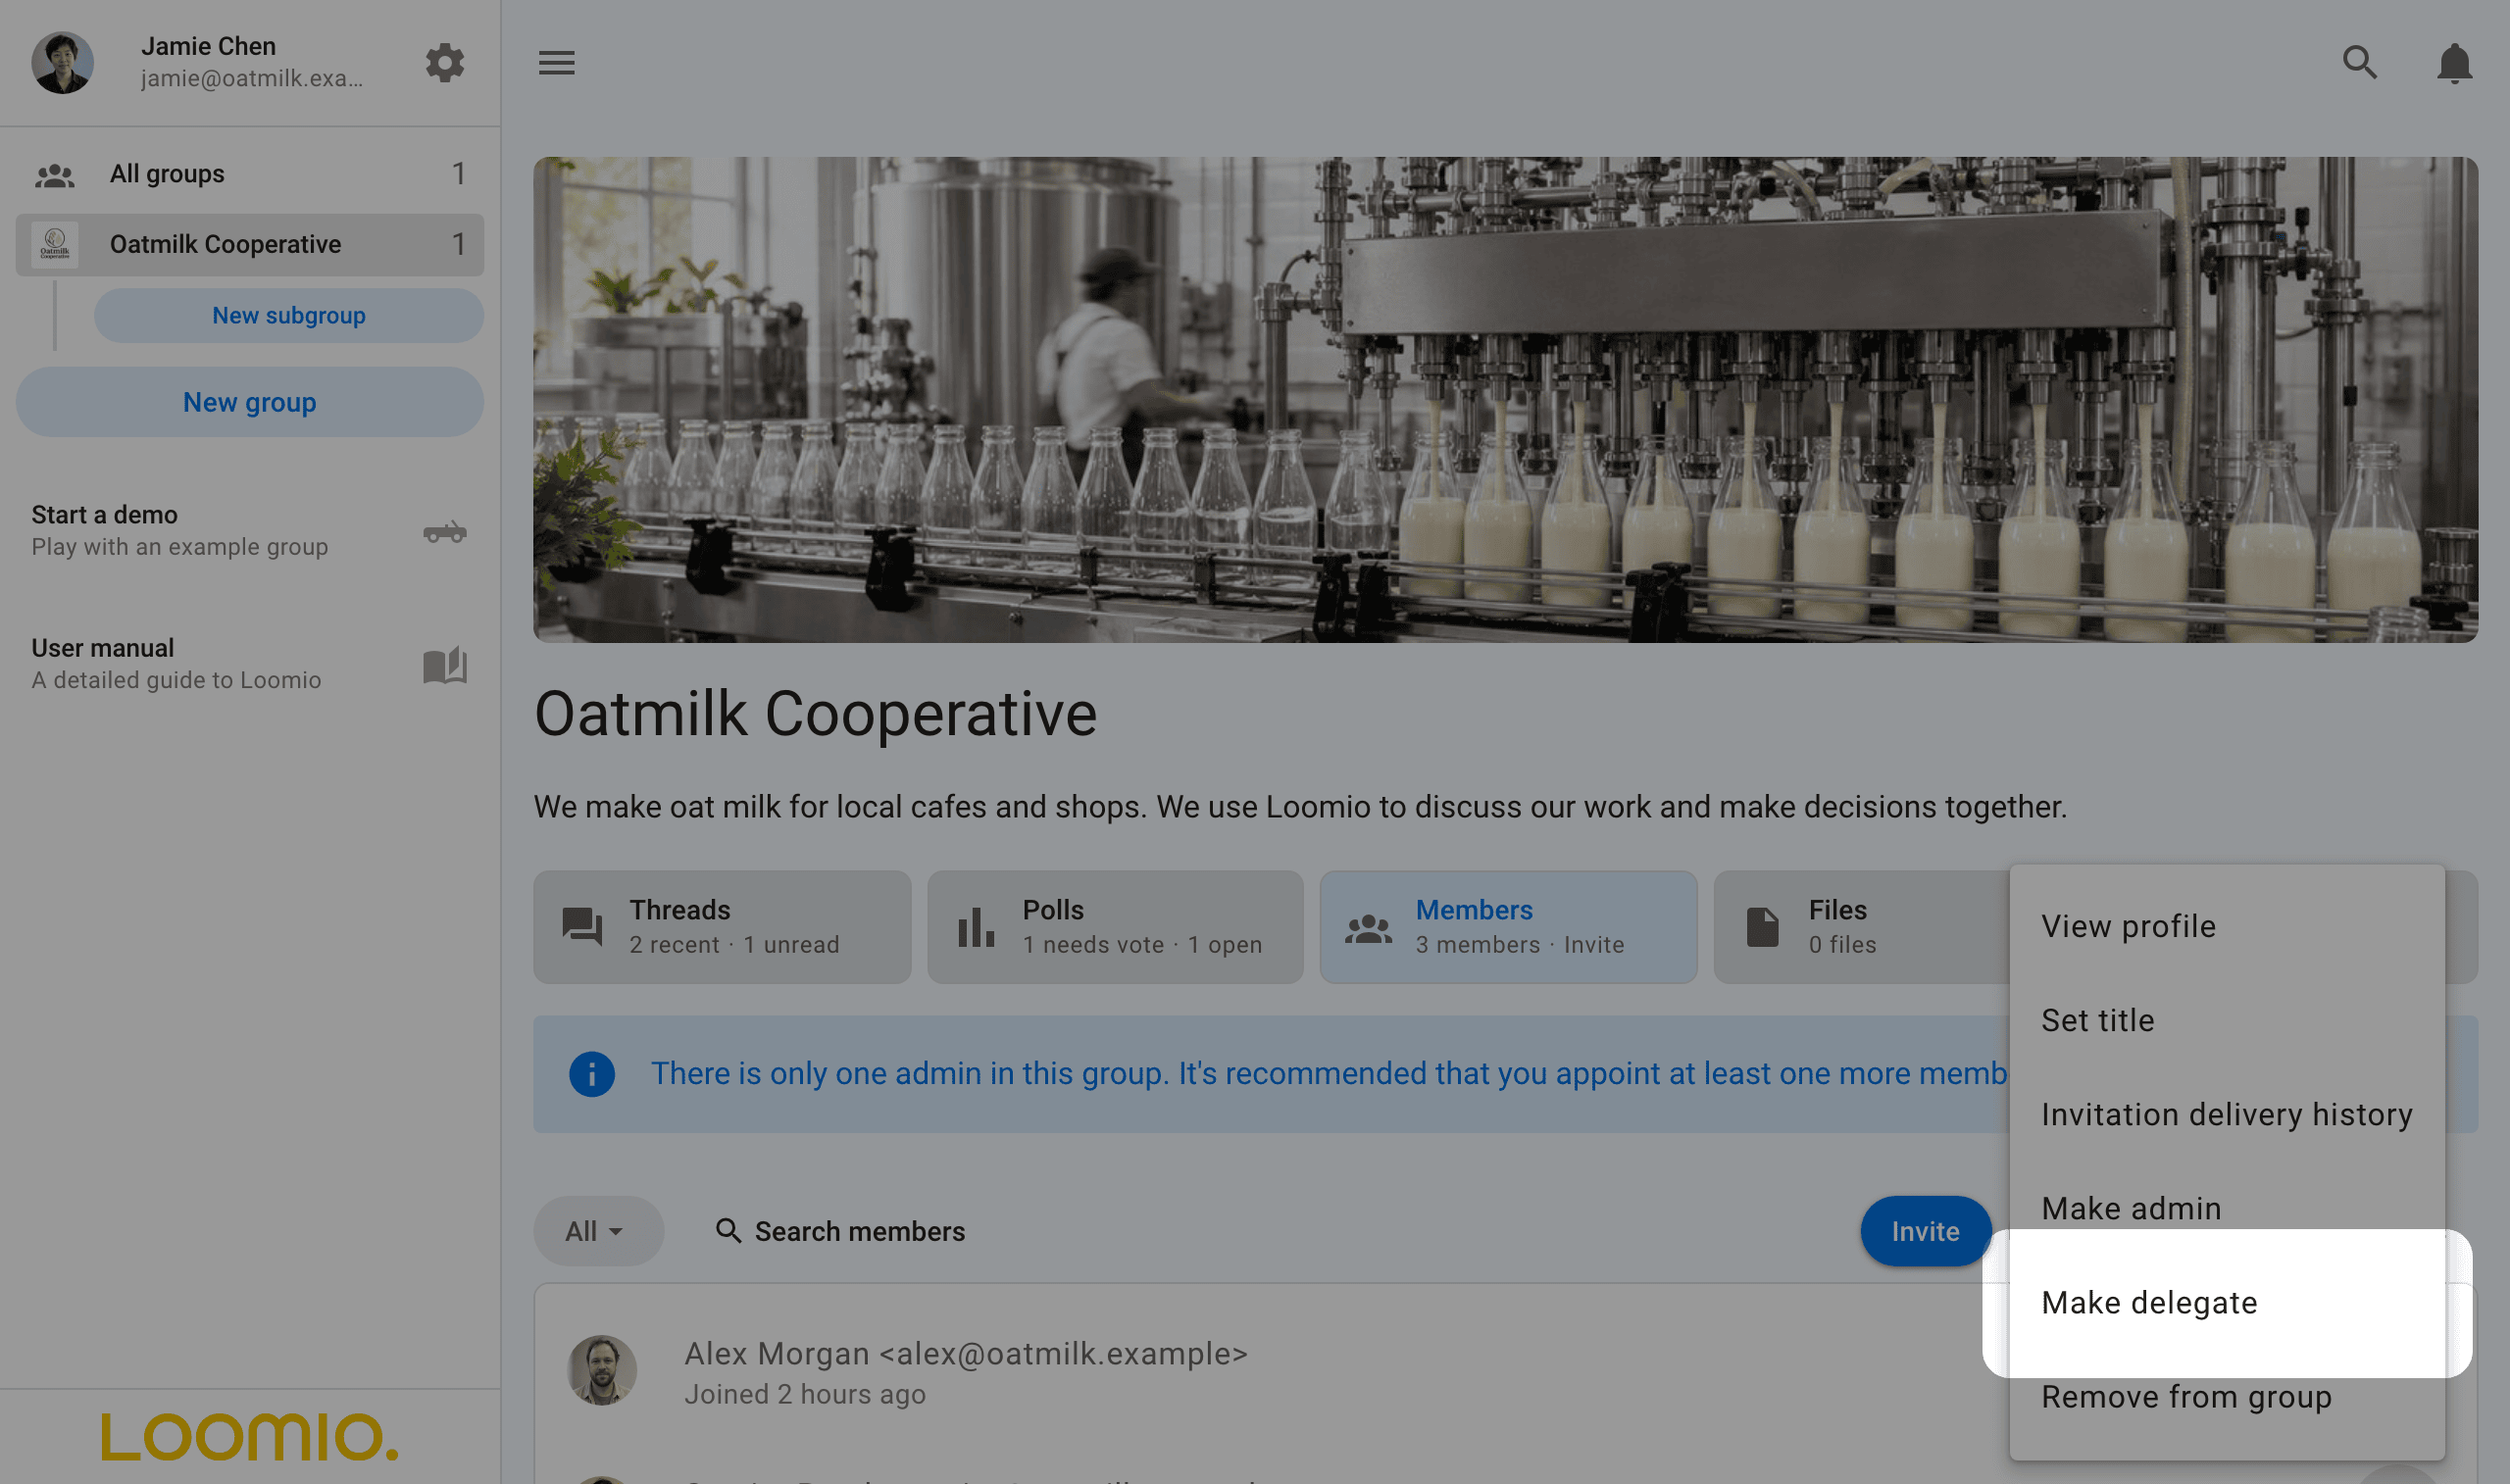 Jamie Chen
jamie@oatmilk.exa...
All groups 1
Oatmilk Cooperative 1
New subgroup
New group
Start a demo
Play with an example group
User manual
A detailed guide to Loomio
LOOMIO.
Oatmilk Cooperative
We make oat milk for local cafes and shops. We use Loomio to discuss our work and make decisions together.
Threads
2 recent · 1 unread
Polls
1 needs vote · 1 open
Members
3 members · Invite
Files
0 files
There is only one admin in this group. It's recommended that you appoint at least one more memb
All
Search members
Invite
Alex Morgan <alex@oatmilk.example>
Joined 2 hours ago
View profile
Set title
Invitation delivery history
Make admin
Make delegate
Remove from group